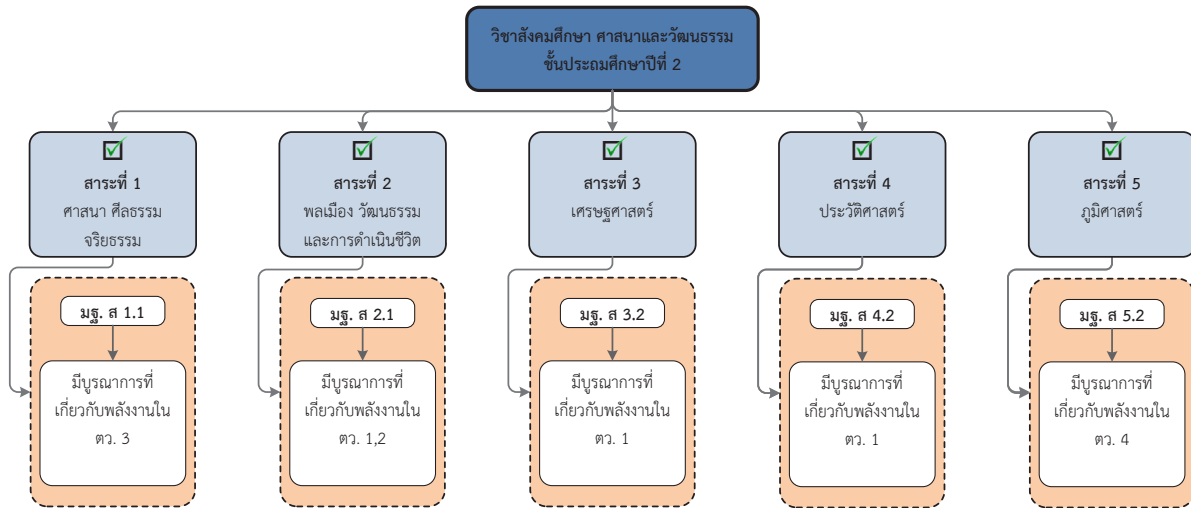 วิชาสังคมศึกษา ศาสนาและวัฒนธรรม
ชั้นประถมศึกษาปีที่ 2
สาระที่ 1
ศาสนา ศีลธรรม
จริยธรรม
สาระที่ 2
พลเมือง วัฒนธรรม
และการดำเนินชีวิต
สาระที่ 3
เศรษฐศาสตร์
สาระที่ 4
ประวัติศาสตร์
สาระที่ 5
ภูมิศาสตร์
มฐ. ส 1.1
มีบูรณาการที่
เกี่ยวกับพลังงานใน
ตว. 3
มฐ. ส 2.1
มีบูรณาการที่
เกี่ยวกับพลังงานใน
ตว. 1,2
มฐ. ส 3.2
มีบูรณาการที่
เกี่ยวกับพลังงานใน
ตว. 1
มฐ. ส 4.2
มีบูรณาการที่
เกี่ยวกับพลังงานใน
ตว. 1
มฐ. ส 5.2
มีบูรณาการที่
เกี่ยวกับพลังงานใน
ตว. 4